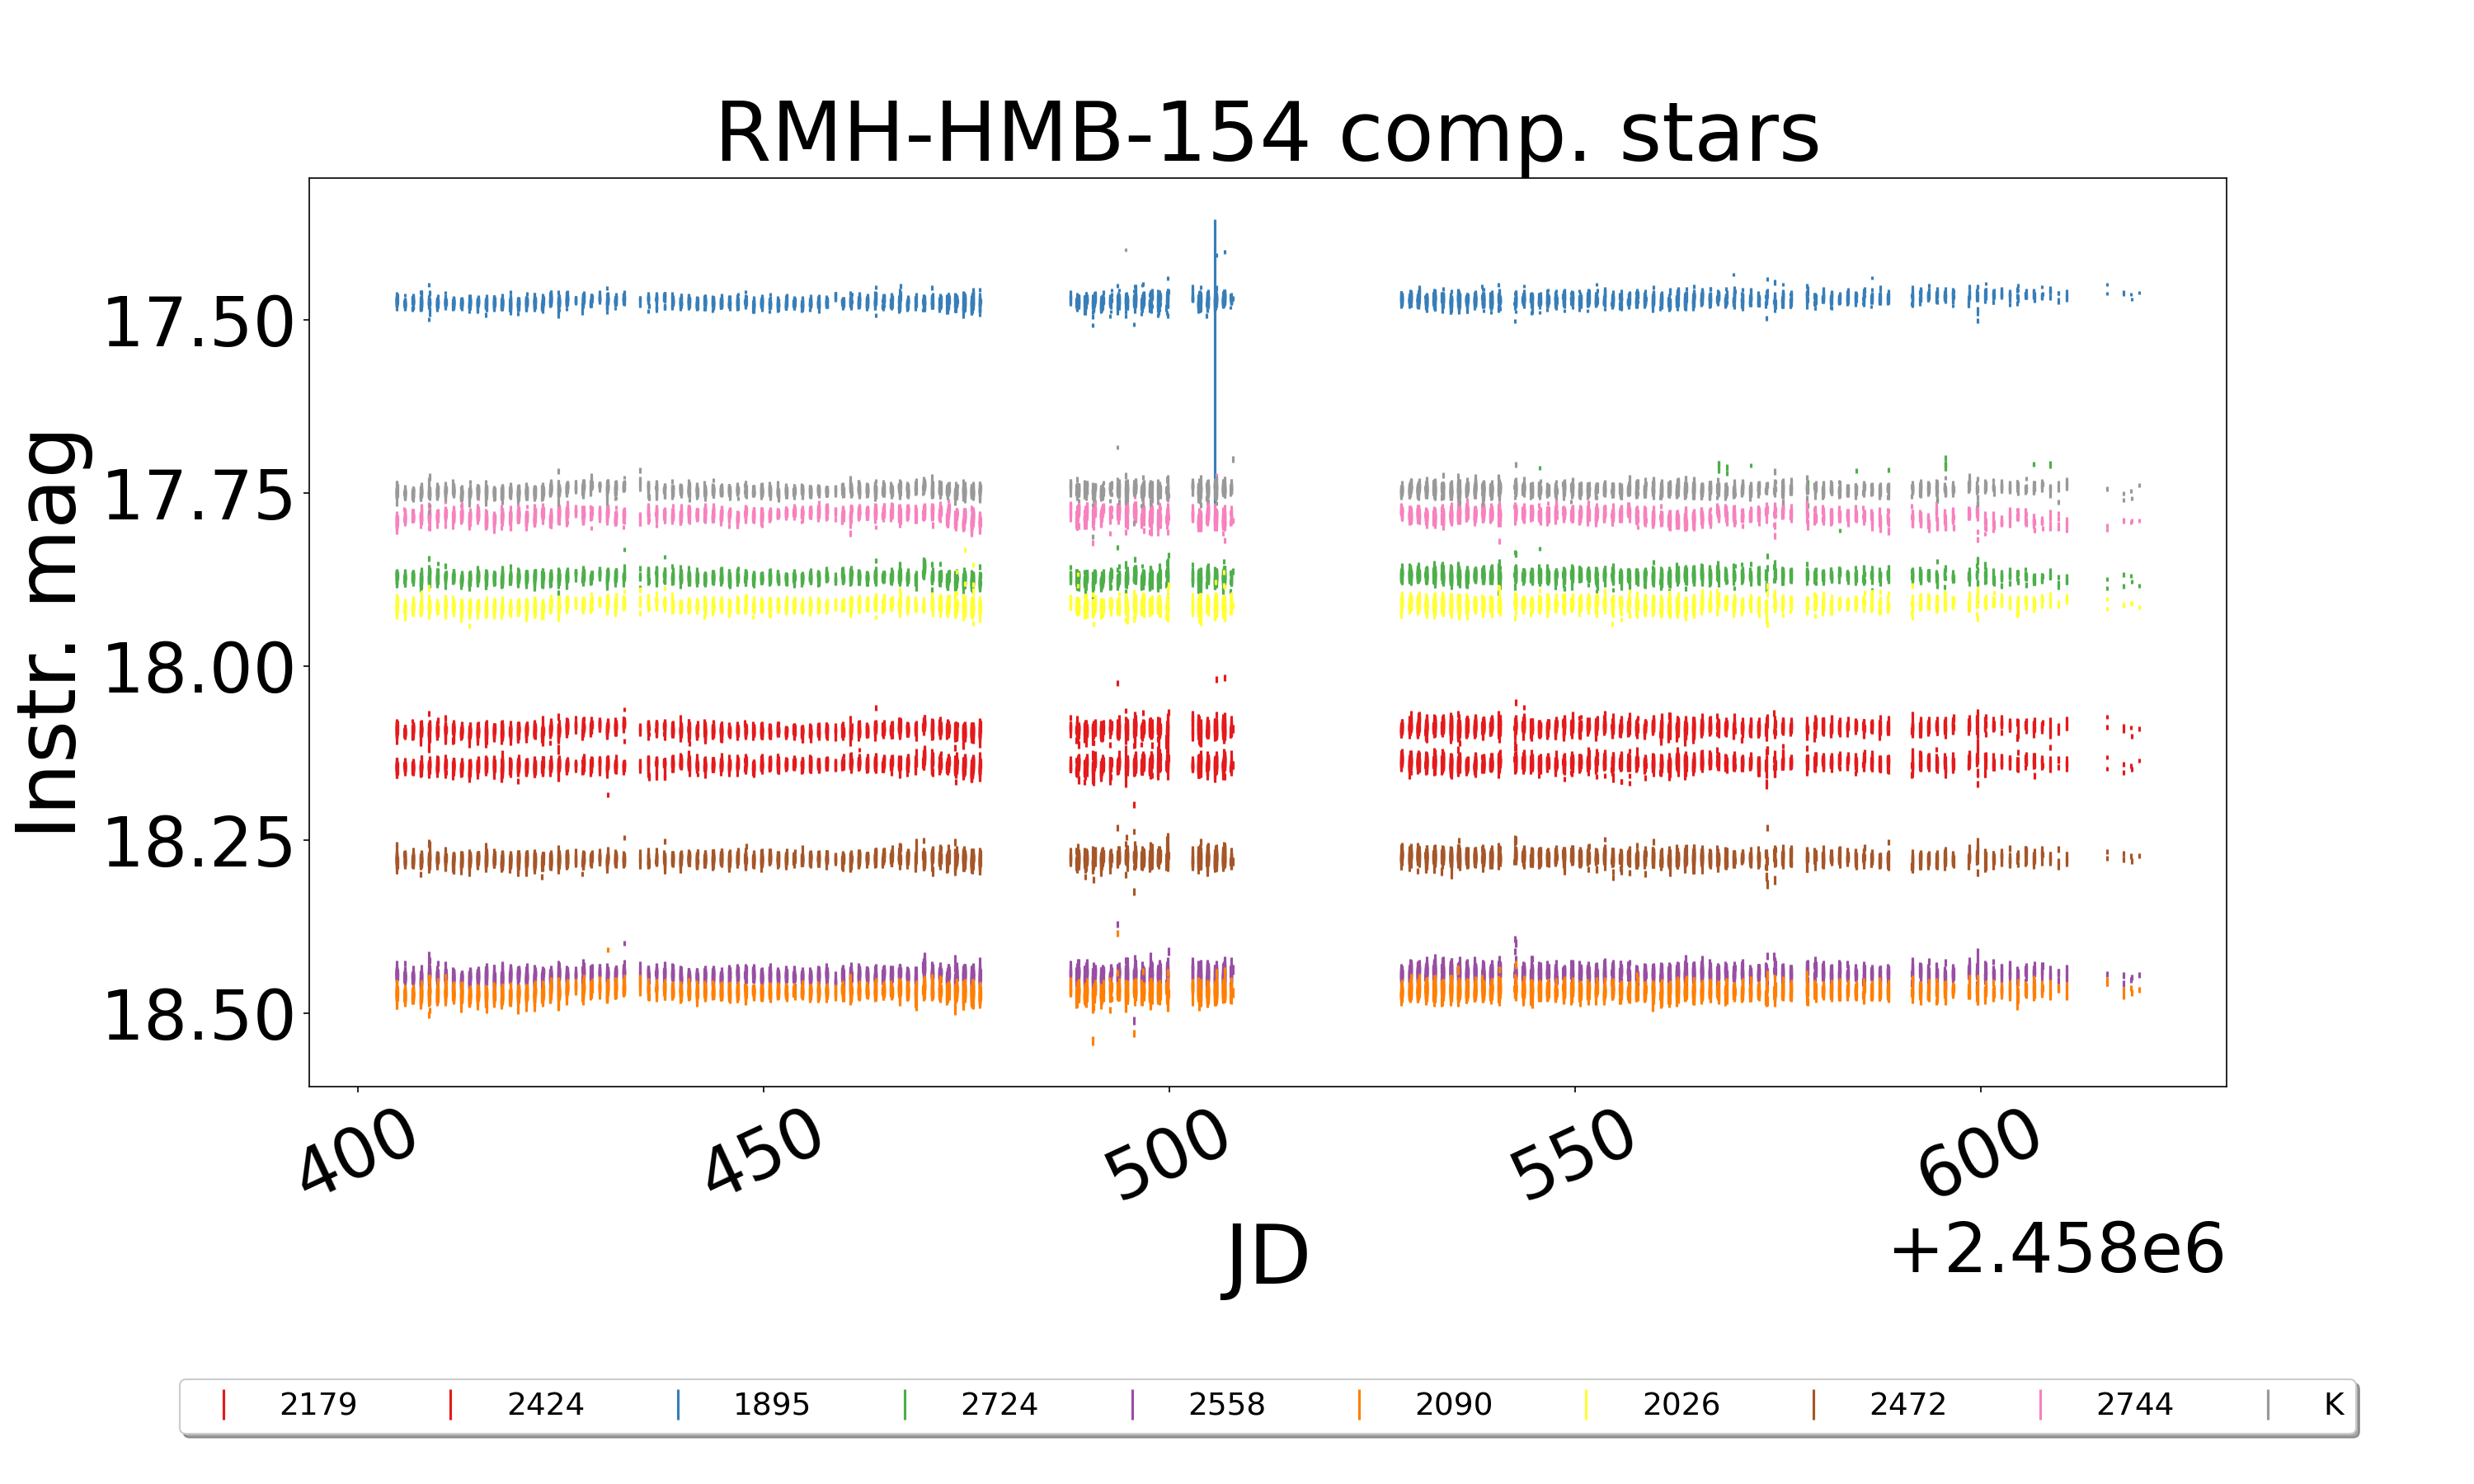 RMH-HMB-154 comp. stars
Instr. mag
17.50
17.75
18.00
18.25
18.50
400 450 500 550 600
JD
+2.458e6
2179 2424 1895 2724 2558 2090 2026 2472 2744 K